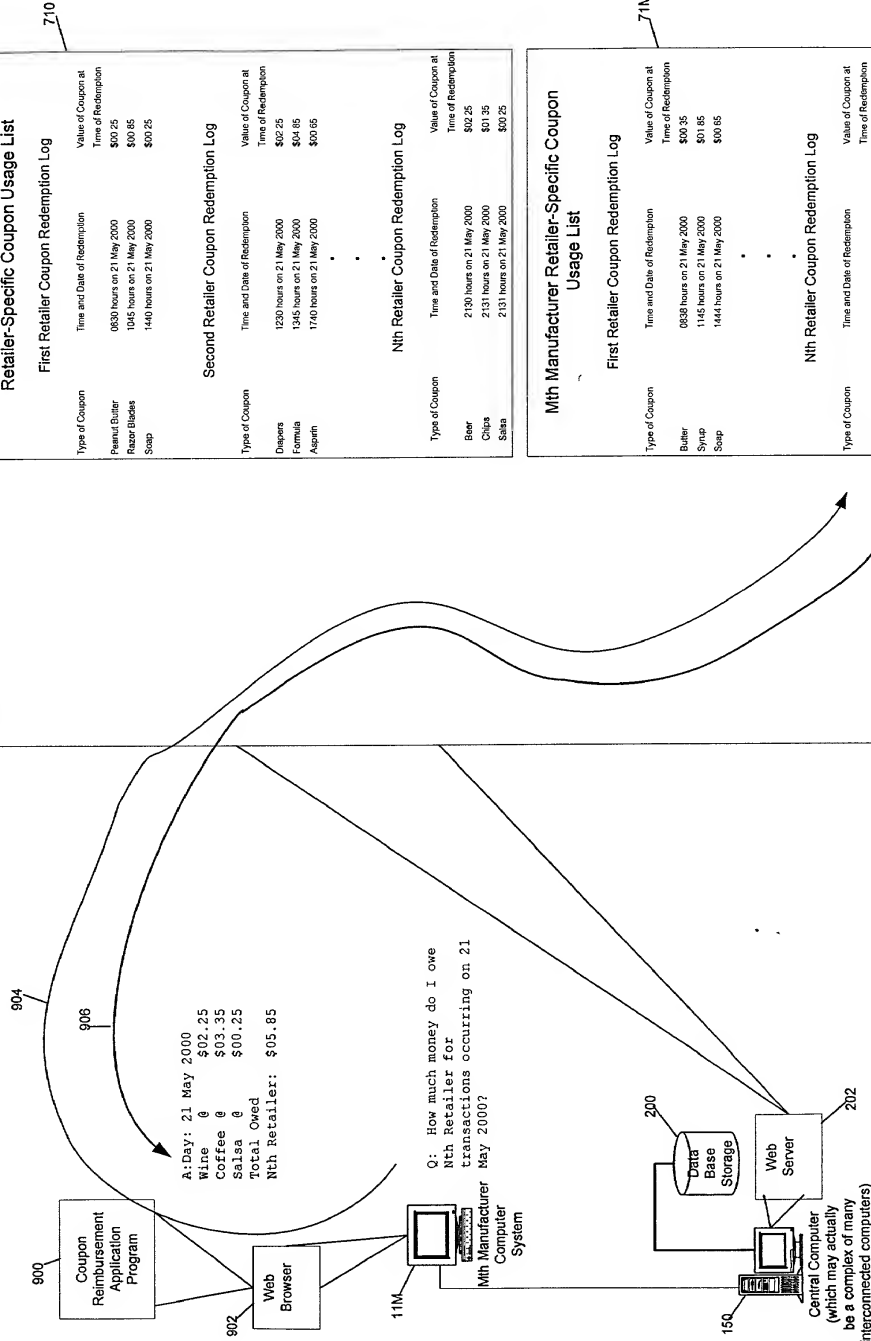 710
Retailer-Specific Coupon Usage List
First Retailer Coupon Redemption Log
Type of Coupon Time and Date of Redemption Value of Coupon at
Time of Redemption
Peanut Butter 0830 hours on 21 May 2000 $00 25
Razor Blades 1045 hours on 21 May 2000 $00 85
Soap 1440 hours on 21 May 2000 $00 25
Second Retailer Coupon Redemption Log
Type of Coupon Time and Date of Redemption Value of Coupon at
Time of Redemption
Diapers 1230 hours on 21 May 2000 $02 25
Formula 1345 hours on 21 May 2000 $04 85
Aspirin 1740 hours on 21 May 2000 $00 65
Nth Retailer Coupon Redemption Log
Type of Coupon Time and Date of Redemption Value of Coupon at
Time of Redemption
Beer 2130 hours on 21 May 2000 $02 25
Chips 2131 hours on 21 May 2000 $01 35
Salsa 2131 hours on 21 May 2000 $00 25
71M
Mth Manufacturer Retailer-Specific Coupon
Usage List
First Retailer Coupon Redemption Log
Type of Coupon Time and Date of Redemption Value of Coupon at
Time of Redemption
Butter 0838 hours on 21 May 2000 $00 35
Syrup 1145 hours on 21 May 2000 $01 85
Soap 1444 hours on 21 May 2000 $00 65
Nth Retailer Coupon Redemption Log
Type of Coupon Time and Date of Redemption Value of Coupon at
Time of Redemption
904
906
900
Coupon
Reimbursement
Application
Program
902
Web
Browser
A:Day: 21 May 2000
Wine @ $02.25
Coffee @ $03.35
Salsa @ $00.25
Total Owed
Nth Retailer: $05.85
Q: How much money do I owe
Nth Retailer for
transactions occurring on 21
May 2000?
11M
Mth Manufacturer
Computer
System
200
Data
Base
Storage
Web
Server
202
150
Central Computer
(which may actually
be a complex of many
interconnected computers)